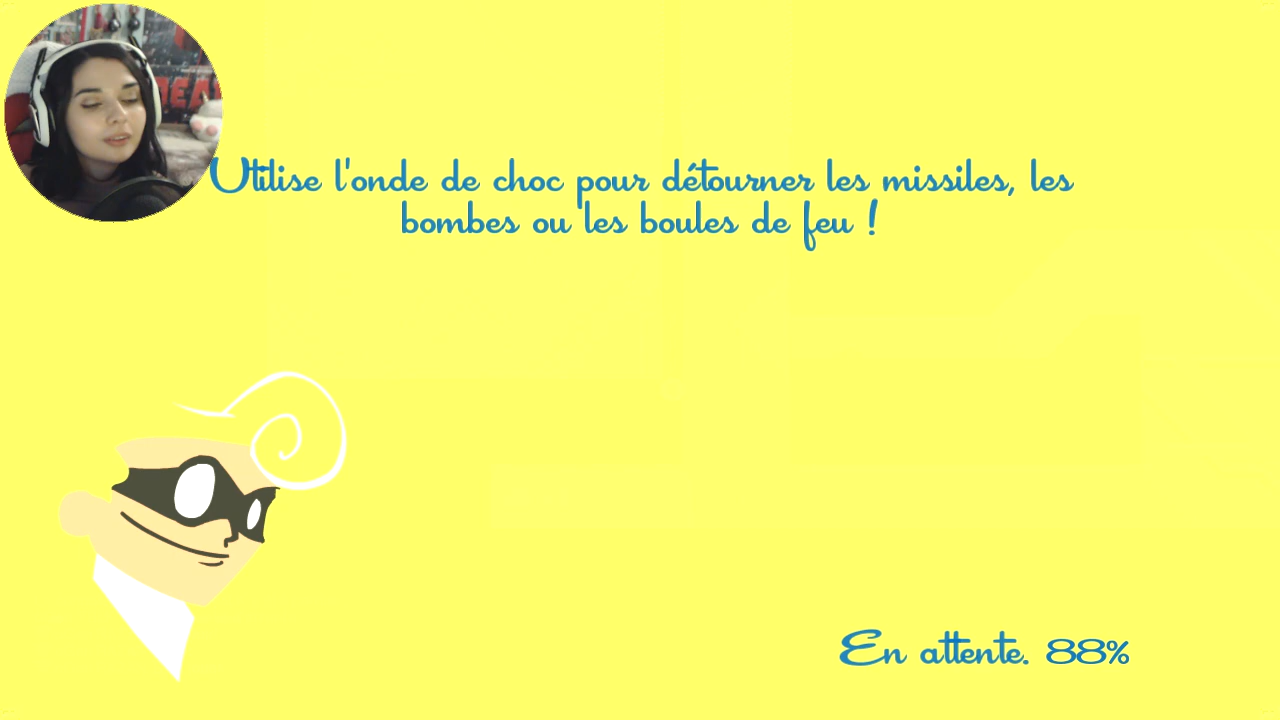 Utilise l'onde de choc pour détourner les missiles, les
bombes ou les boules de feu !
En attente. 88%